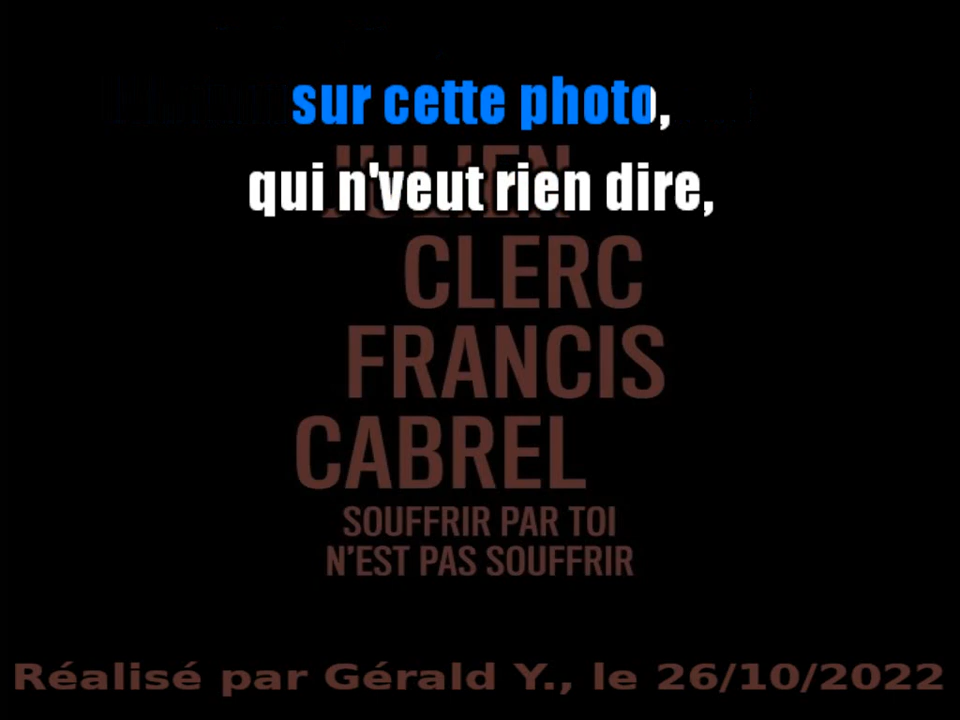 sur cette photo,
qui n'veut rien dire,
JULIEN
CLERC
FRANCIS
CABREL
SOUFFRIR PAR TOI
N'EST PAS SOUFFRIR
Réalisé par Gérald Y., le 26/10/2022